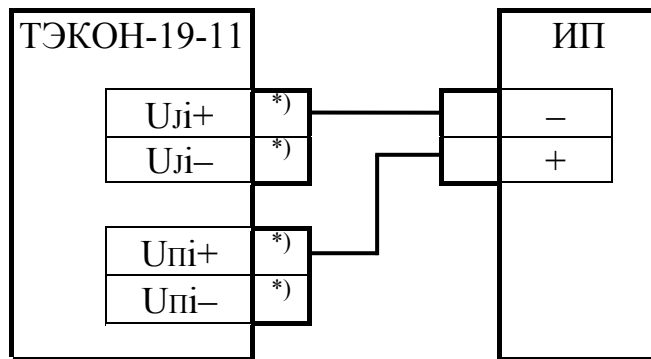 ТЭКОН-19-11
ИП
Uлi+ *)
–
Uлi– *)
+
Uпi+ *)
Uпi– *)